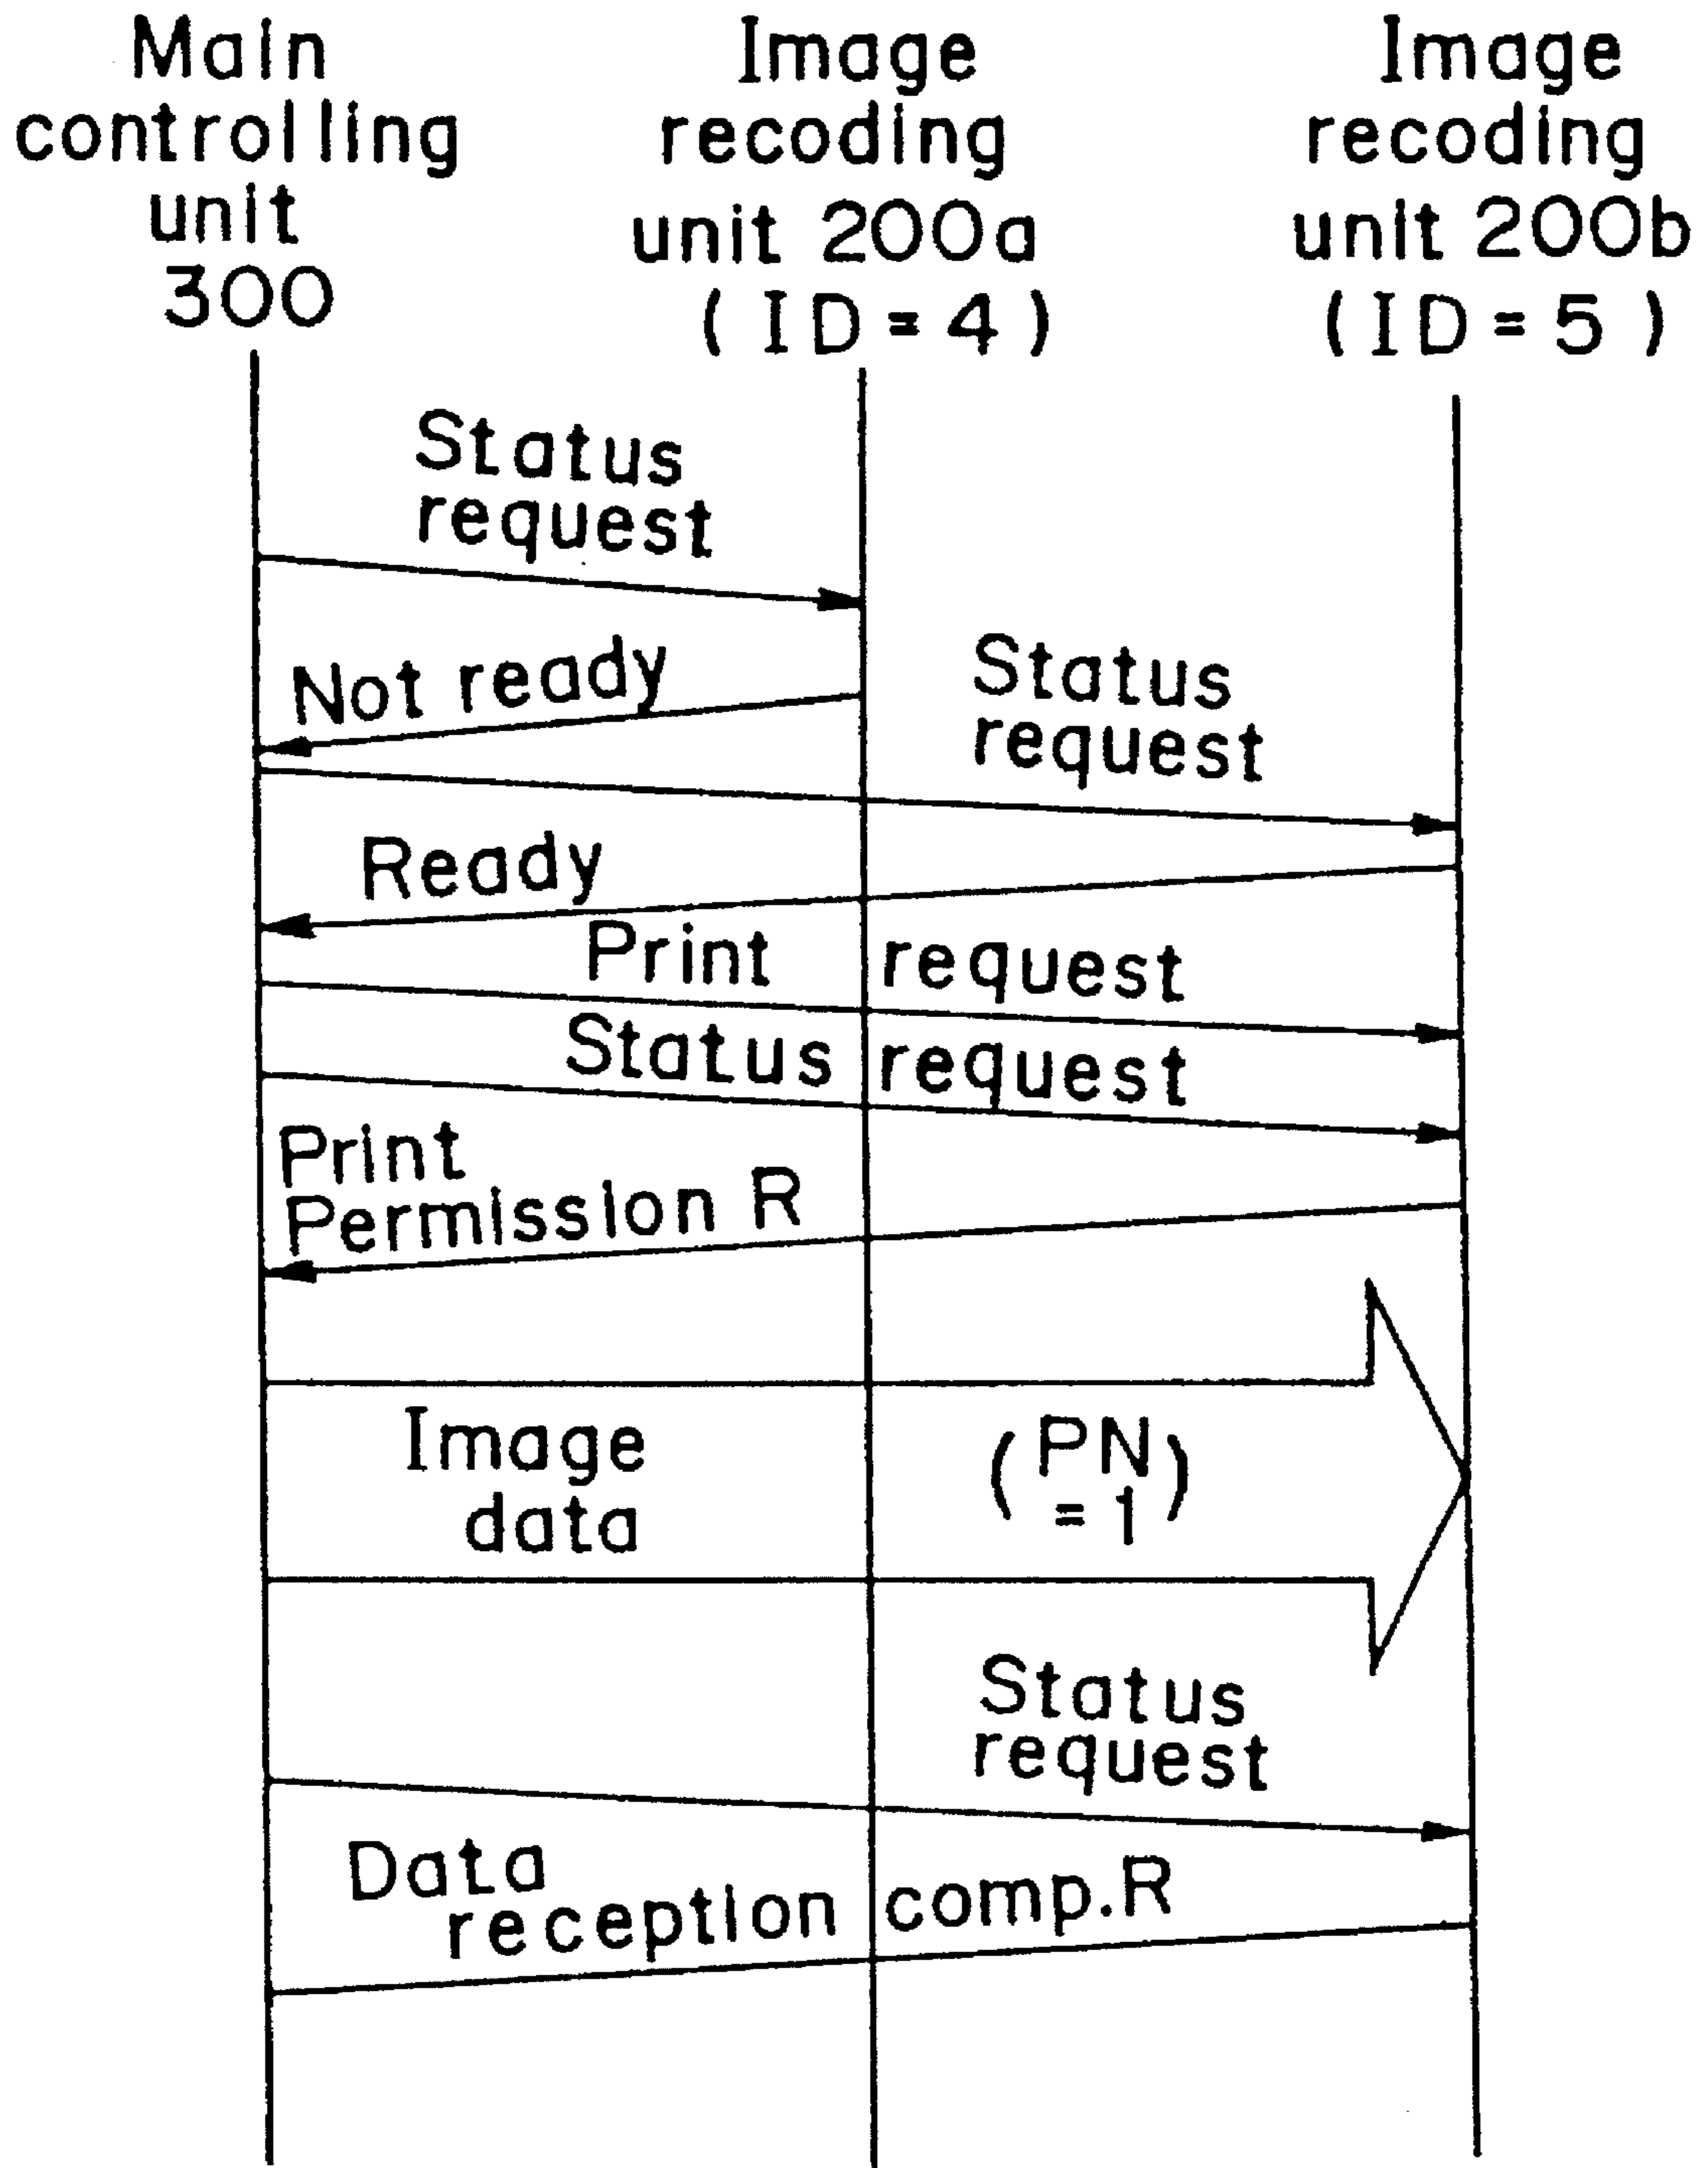 Main
controlling
unit
300
Image
recoding
unit 200a
(ID=4)
Image
recoding
unit 200b
(ID=5)
Status
request
Not ready
Status
request
Ready
Print request
Status request
Print
Permission R
Image
data
(PN
=1)
Status
request
Data
reception comp.R